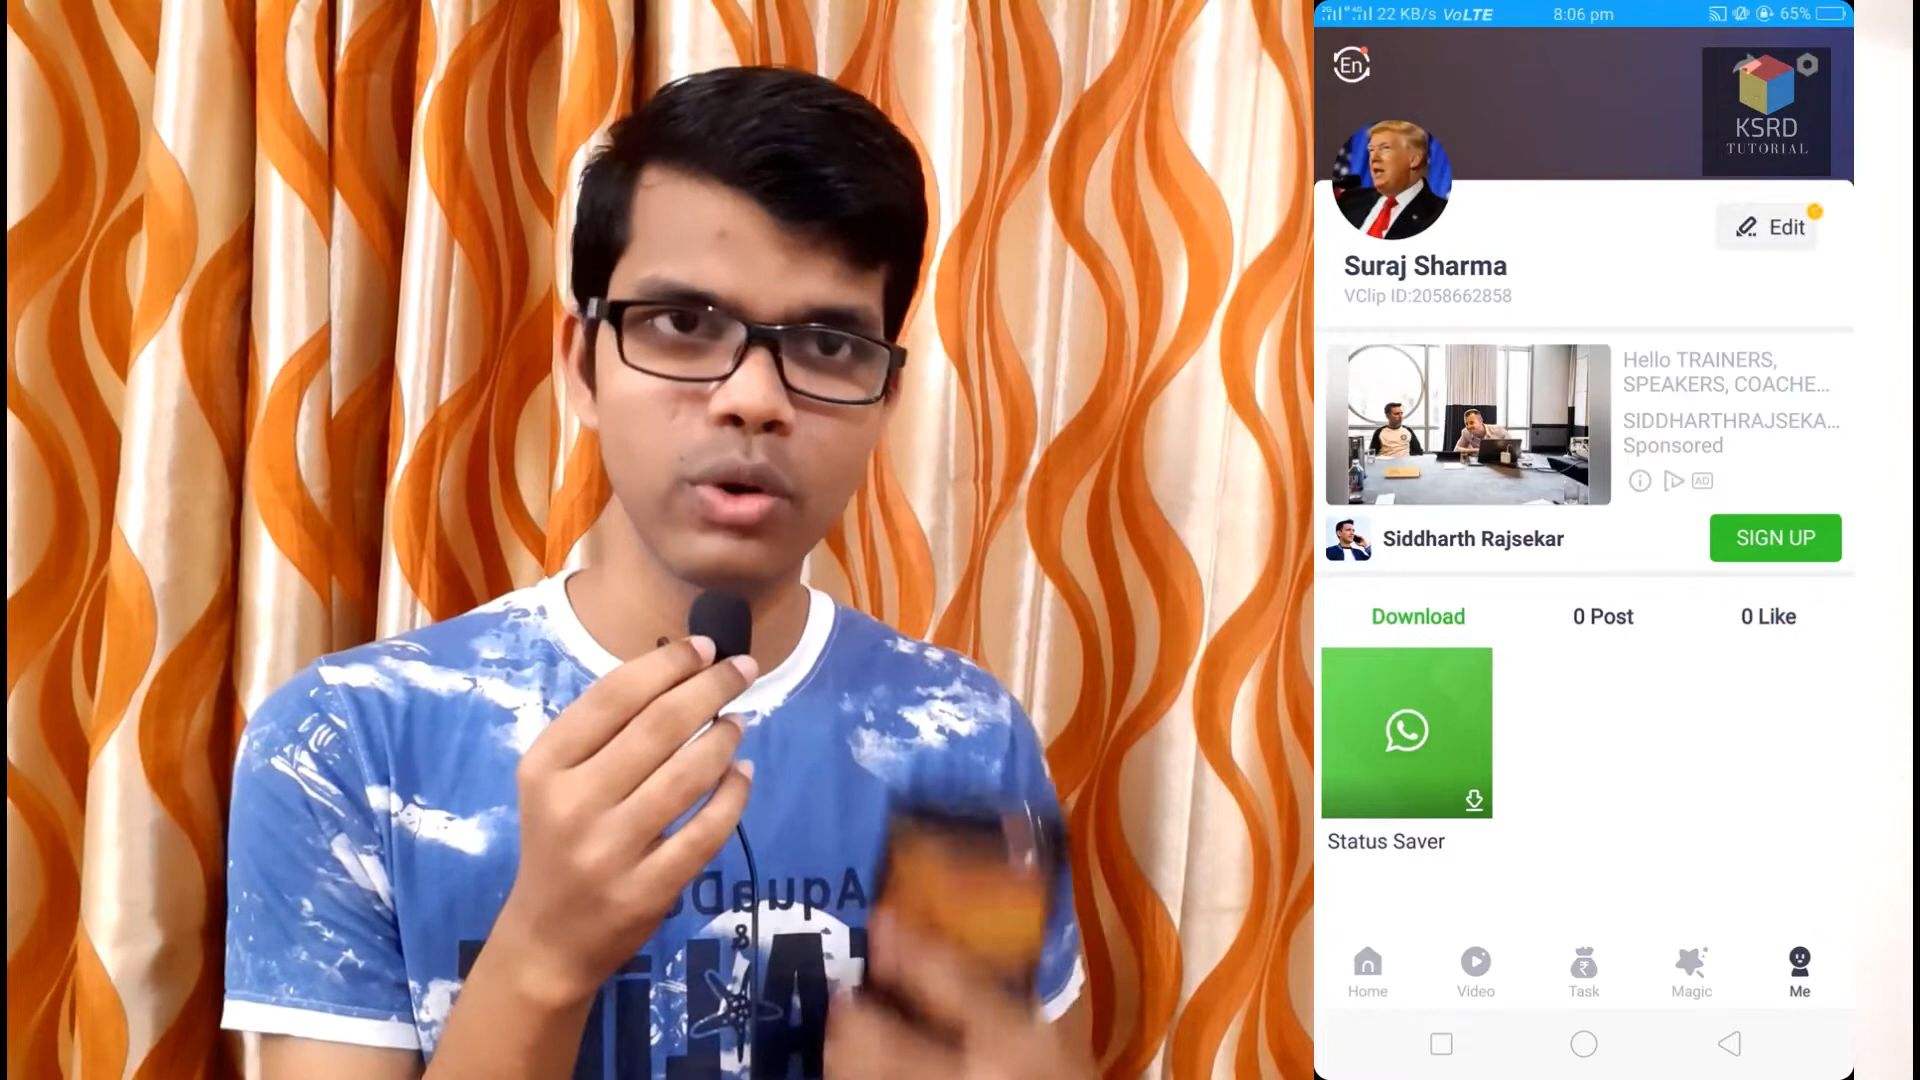 22 KB/s VoLTE 8:06 pm 65%
En
KSRD
TUTORIAL
Edit
Suraj Sharma
VClip ID:2058662858
Hello TRAINERS,
SPEAKERS, COACHE...
SIDDHARTHRAJSEKA...
Sponsored
AD
Siddharth Rajsekar
SIGN UP
Download 0 Post 0 Like
Status Saver
Home Video Task Magic Me
&